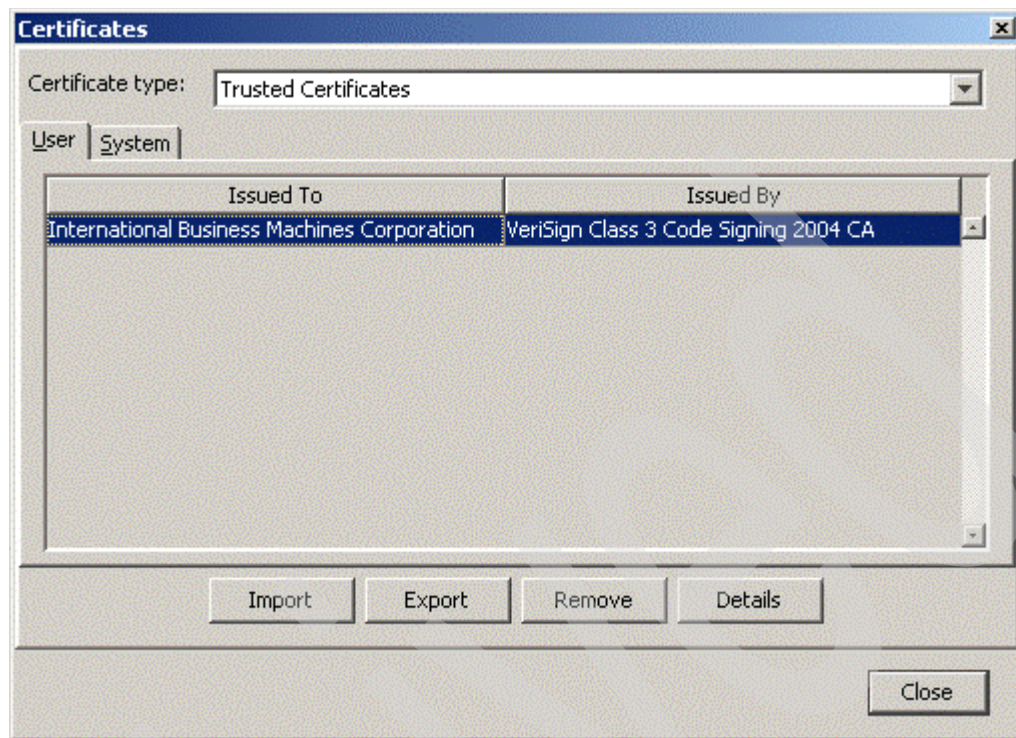 Certificates
Certificate type: Trusted Certificates
User System
Issued To Issued By
International Business Machines Corporation VeriSign Class 3 Code Signing 2004 CA
Import Export Remove Details
Close